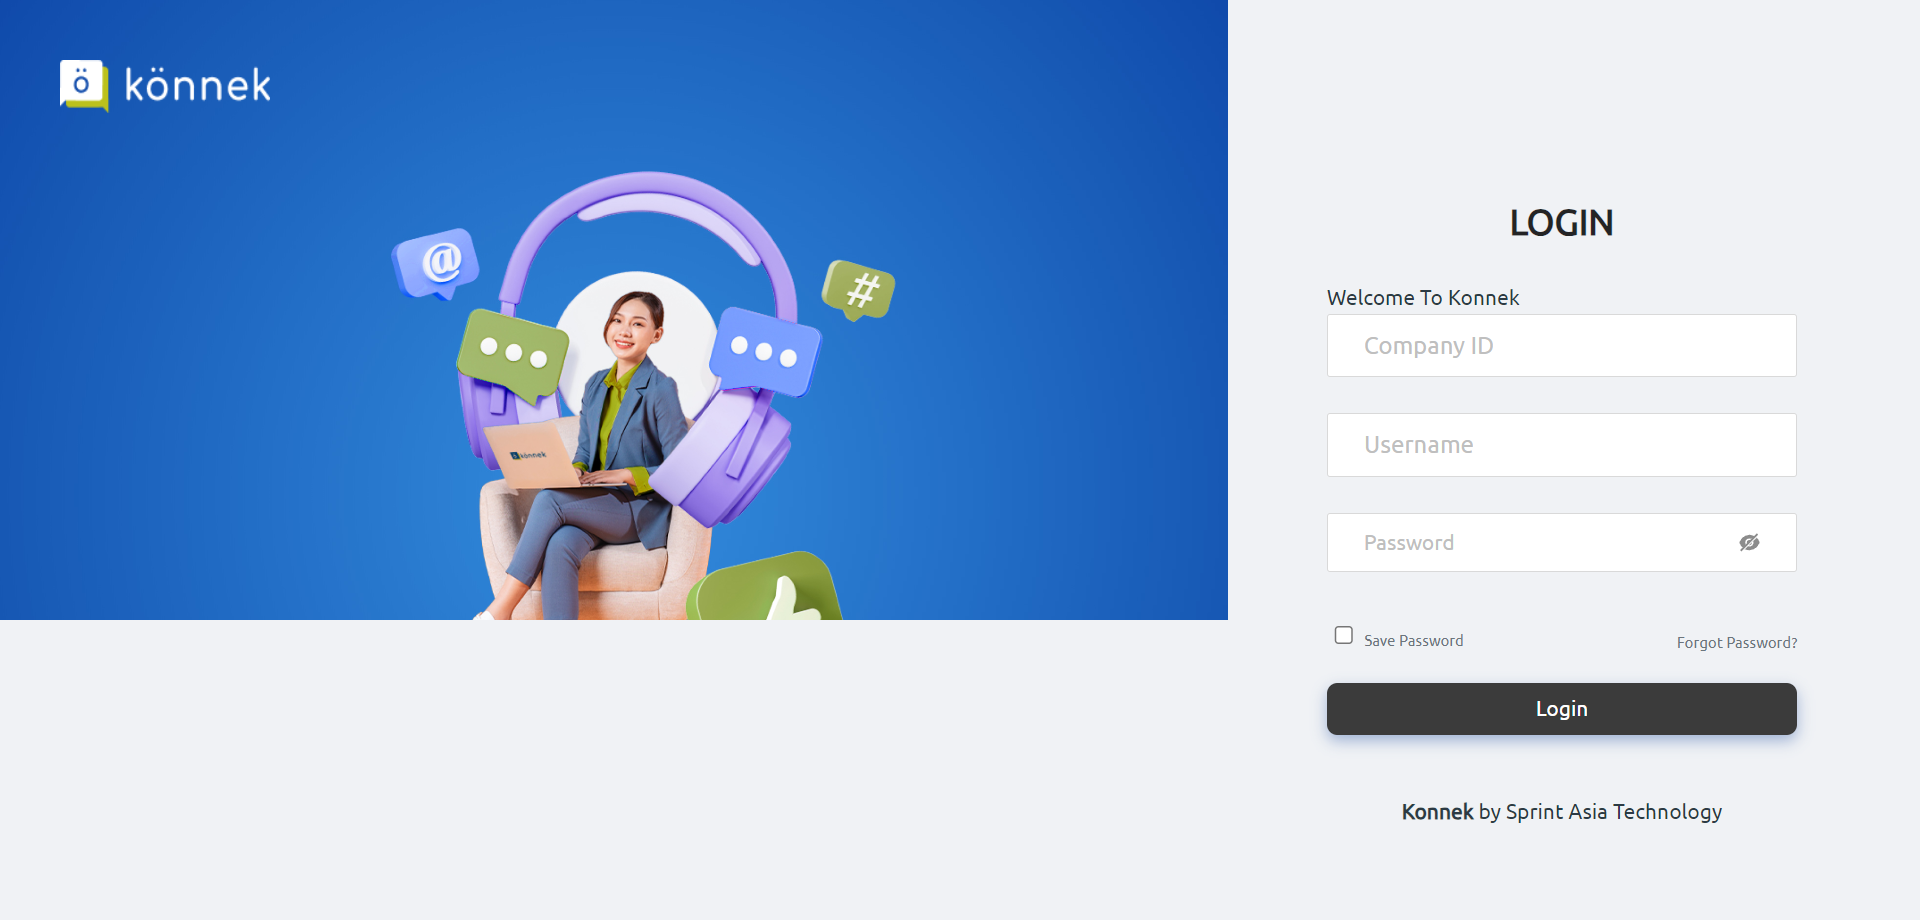 ö könnek
@
#
ö könnek
LOGIN
Welcome To Konnek
Company ID
Username
Password
Save Password
Forgot Password?
Login
Konnek by Sprint Asia Technology